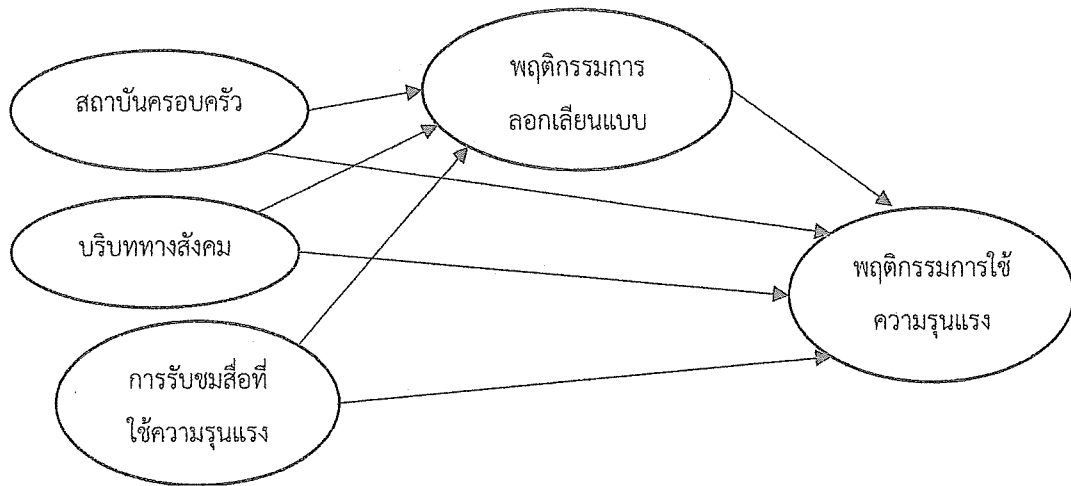 สถาบันครอบครัว
พฤติกรรมการ
ลอกเลียนแบบ
บริบททางสังคม
พฤติกรรมการใช้
ความรุนแรง
การรับชมสื่อที่
ใช้ความรุนแรง